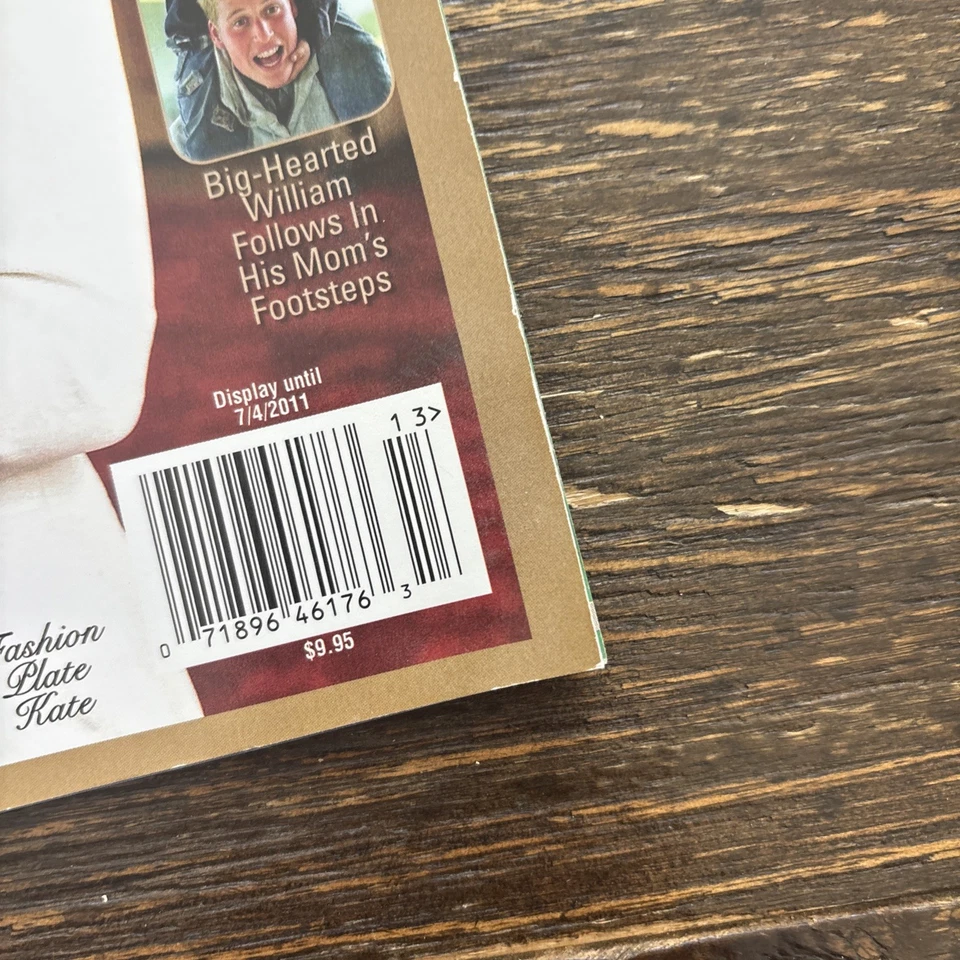 Big-Hearted
William
Follows In
His Mom's
Footsteps
Display until
7/4/2011
1 3>
0 71896 46176 3
$9.95
Fashion
Plate
Kate